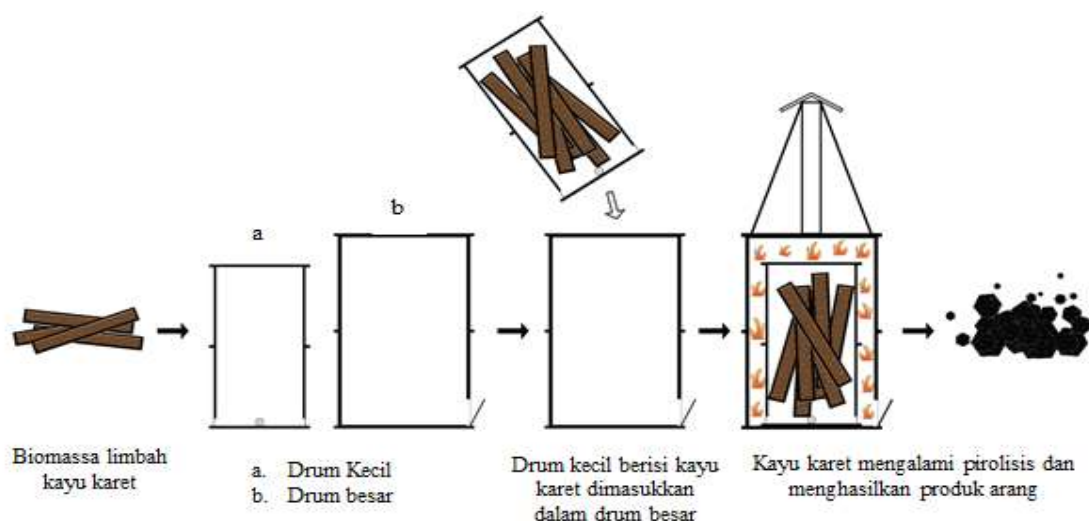 a
b
Biomassa limbah
kayu karet
a. Drum Kecil
b. Drum besar
Drum kecil berisi kayu
karet dimasukkan
dalam drum besar
Kayu karet mengalami pirolisis dan
menghasilkan produk arang